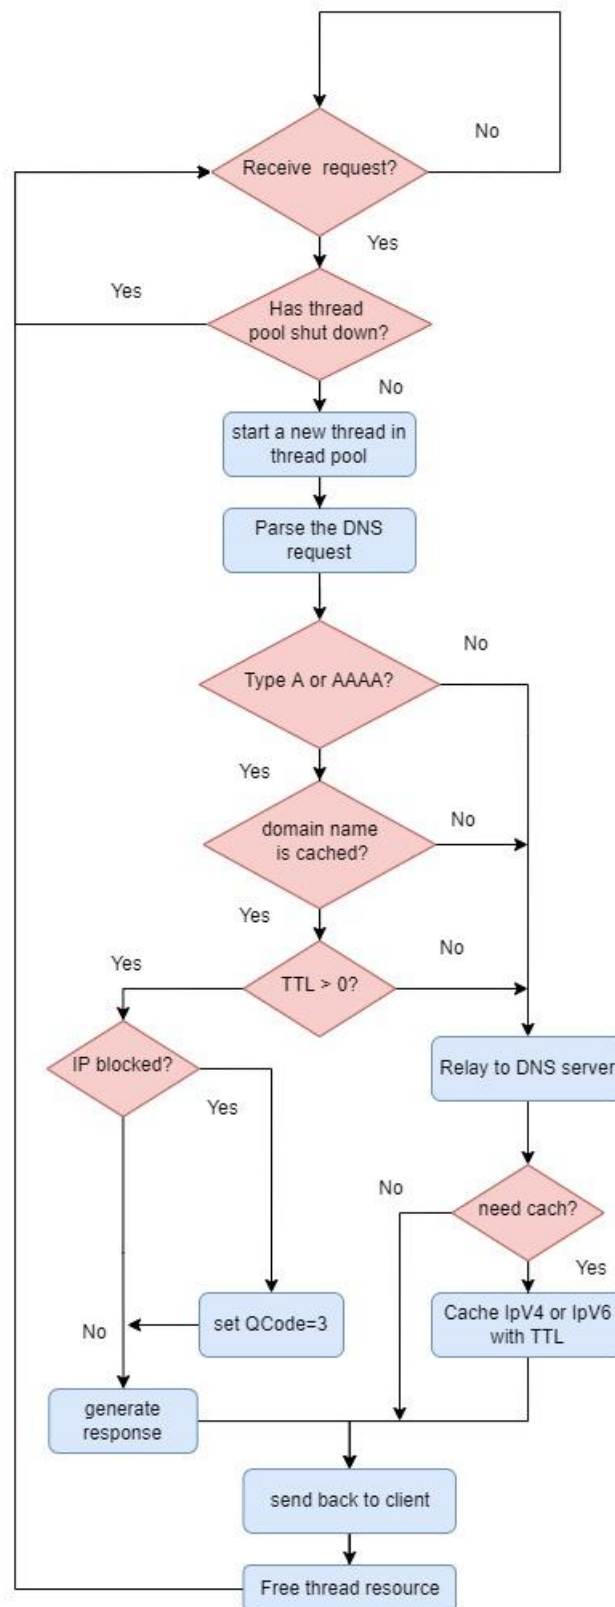 No
Receive request?
Yes
Yes
Has thread
pool shut down?
No
start a new thread in
thread pool
Parse the DNS
request
No
Type A or AAAA?
Yes
No
domain name
is cached?
Yes
No
Yes
TTL > 0?
IP blocked?
Relay to DNS server
Yes
No
need cach?
Yes
set QCode=3
Cache IpV4 or IpV6
with TTL
No
generate
response
send back to client
Free thread resource